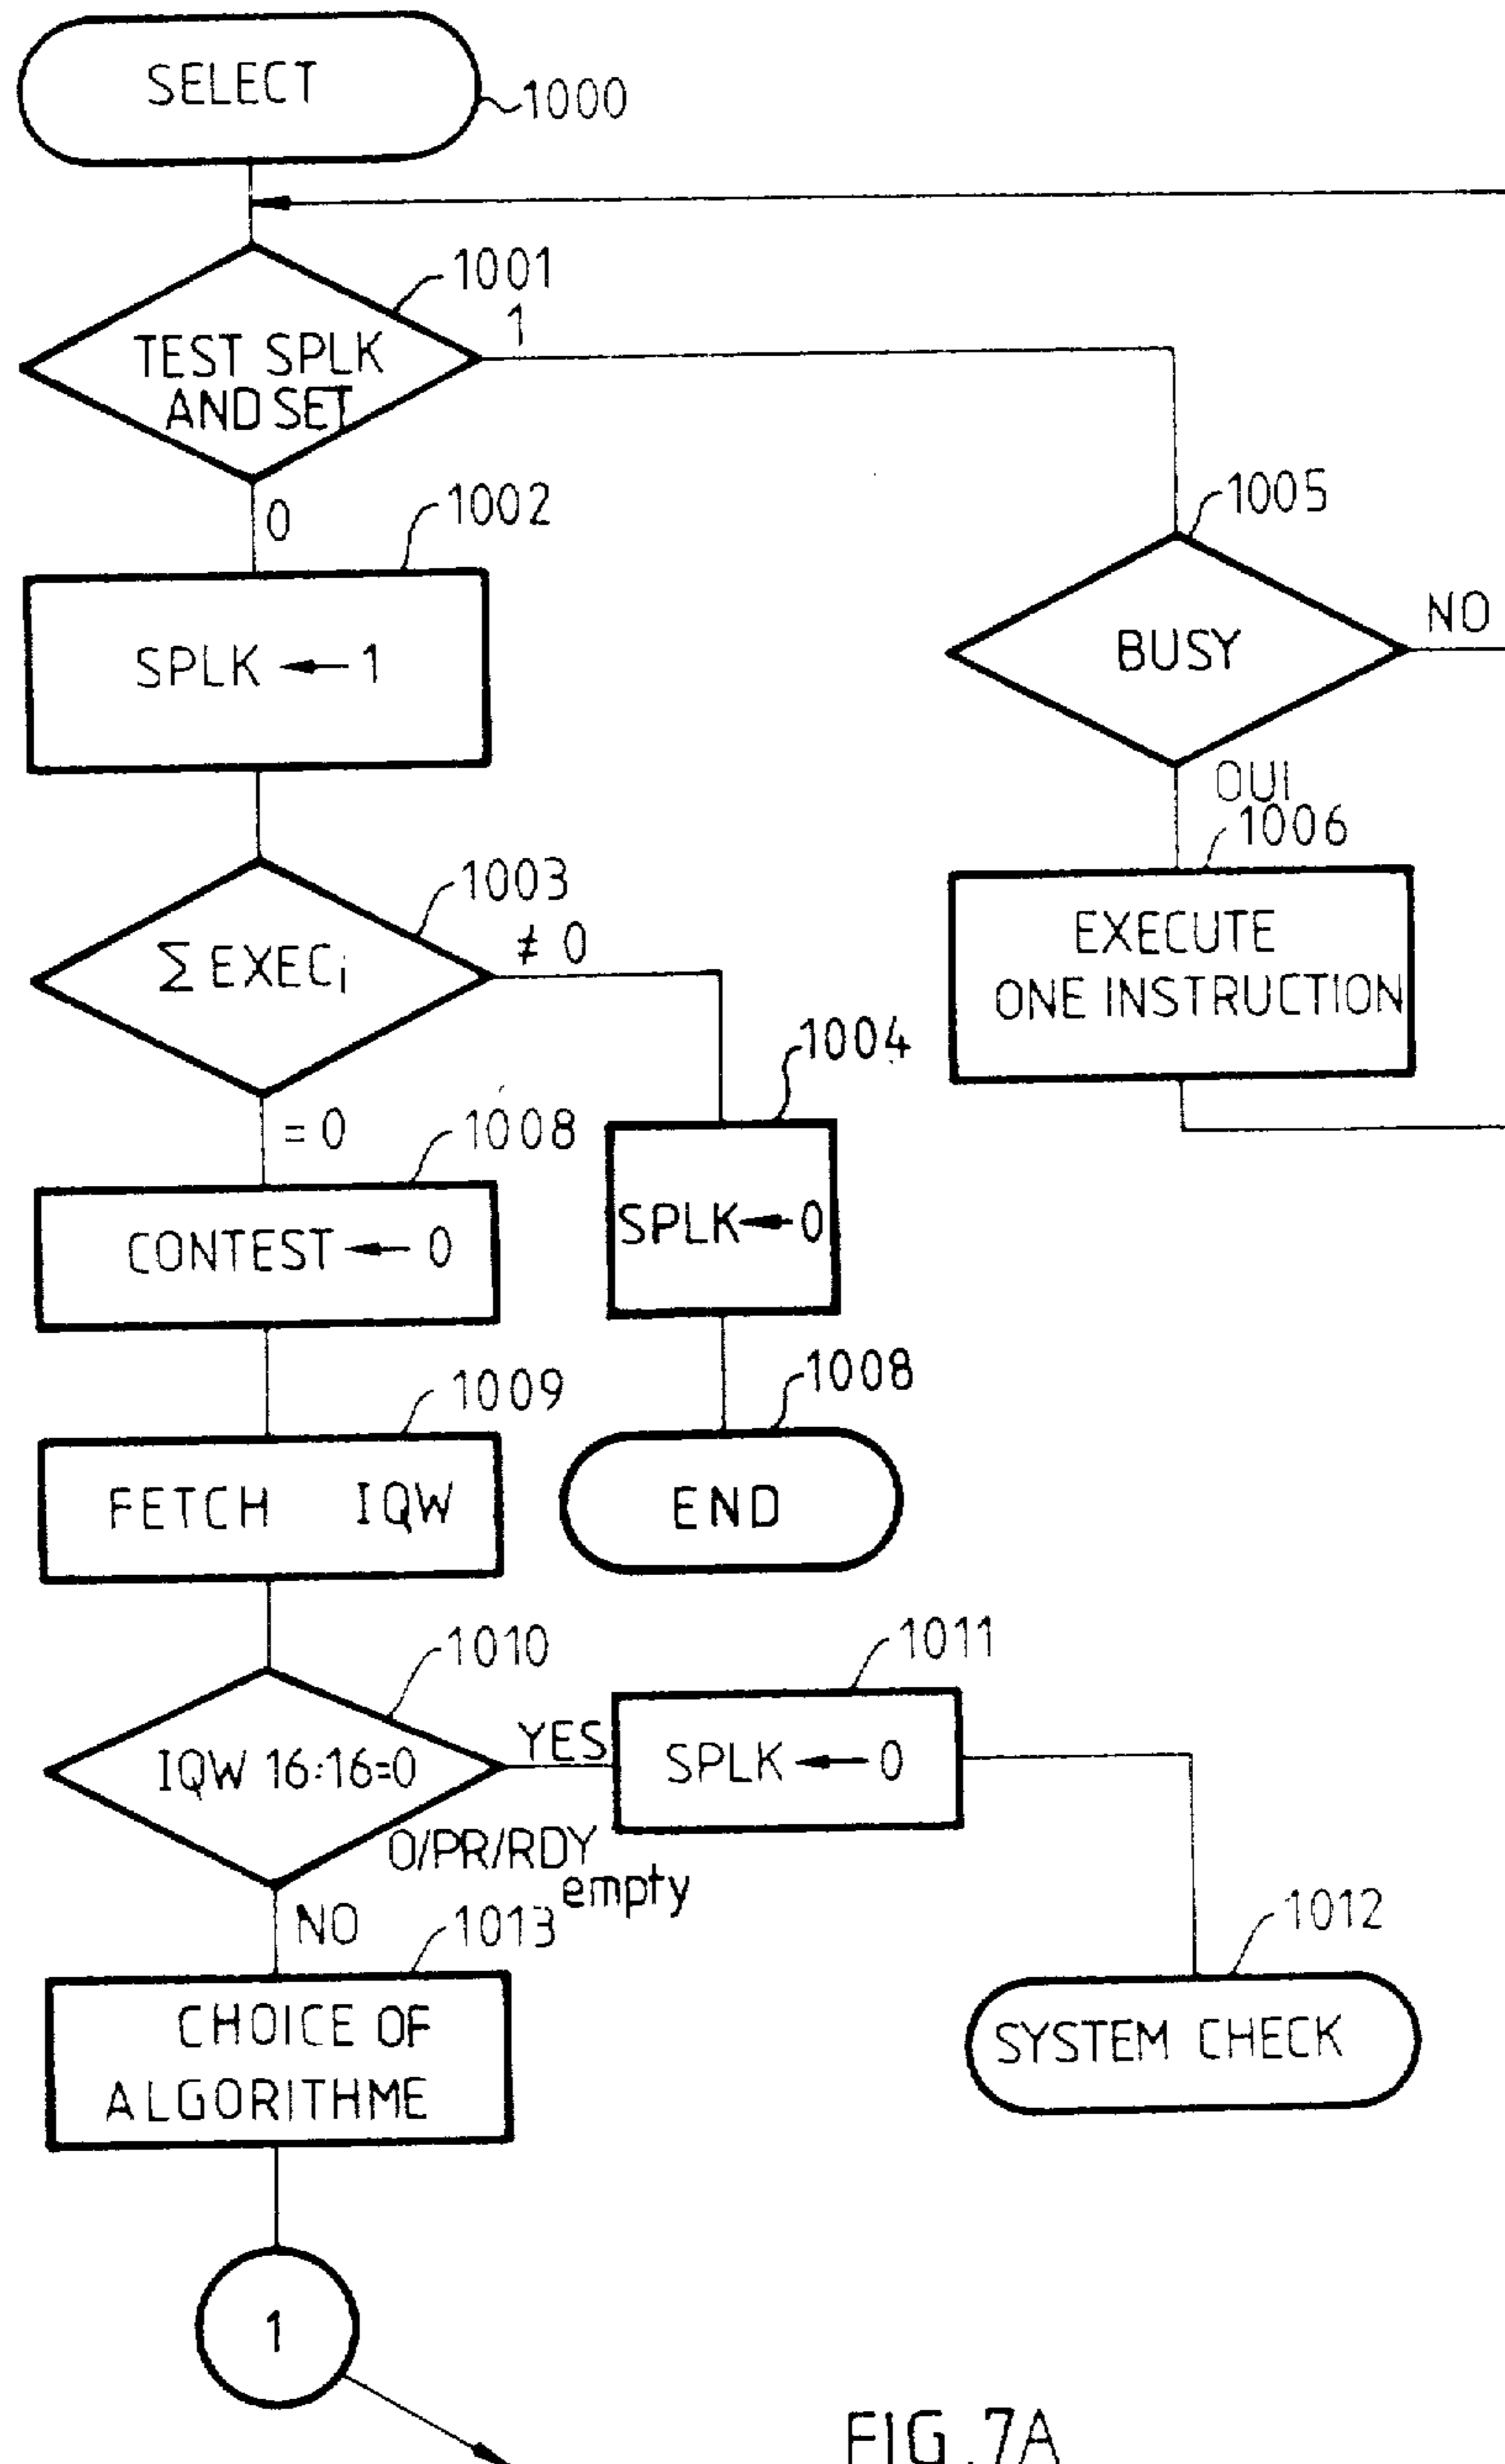 SELECT
1000
1001
1
TEST SPLK
AND SET
0
1002
1005
SPLK ← 1
BUSY
NO
OUI
1006
1003
≠ 0
Σ EXECi
EXECUTE
ONE INSTRUCTION
1004
= 0
1008
CONTEST ← 0
SPLK ← 0
1009
1008
FETCH IQW
END
1010
1011
YES
IQW 16:16=0
SPLK ← 0
O/PR/RDY
empty
NO
1013
1012
CHOICE OF
ALGORITHME
SYSTEM CHECK
1
FIG.7A